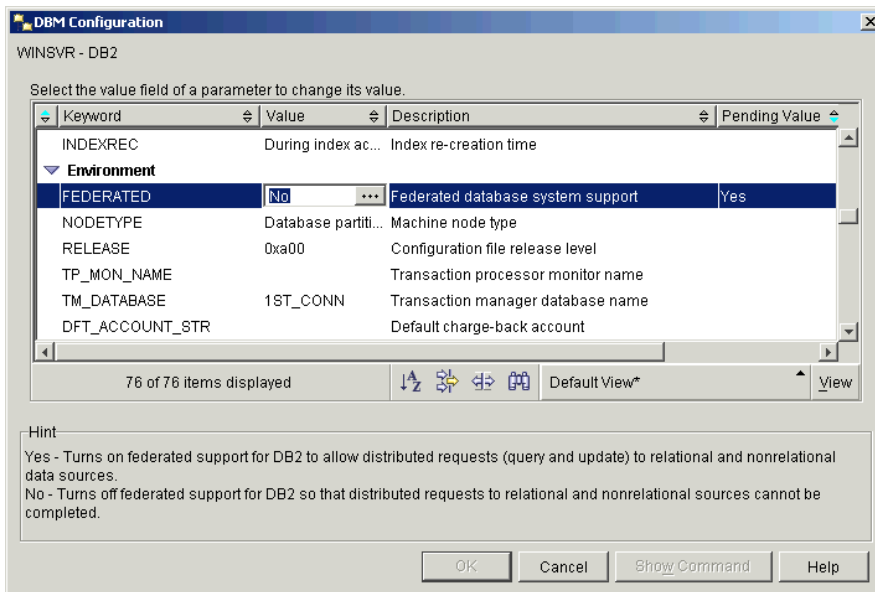 DBM Configuration
WINSVR - DB2
Select the value field of a parameter to change its value.
Keyword Value Description Pending Value
INDEXREC During index ac... Index re-creation time
Environment
FEDERATED No ... Federated database system support Yes
NODETYPE Database partiti... Machine node type
RELEASE 0xa00 Configuration file release level
TP_MON_NAME Transaction processor monitor name
TM_DATABASE 1ST_CONN Transaction manager database name
DFT_ACCOUNT_STR Default charge-back account
76 of 76 items displayed Default View* View
Hint
Yes - Turns on federated support for DB2 to allow distributed requests (query and update) to relational and nonrelational
data sources.
No - Turns off federated support for DB2 so that distributed requests to relational and nonrelational sources cannot be
completed.
OK Cancel Show Command Help